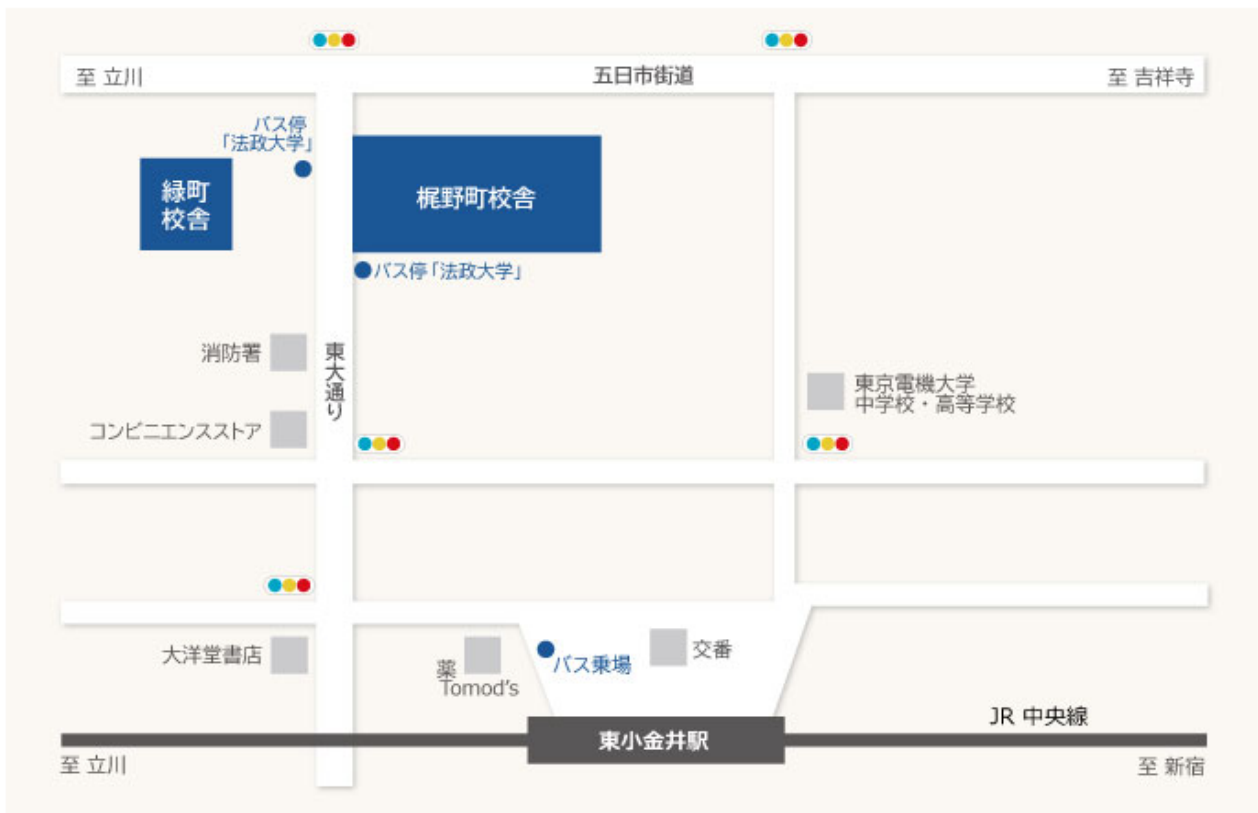 至 立川
五日市街道
至 吉祥寺
バス停
「法政大学」
緑町
校舎
梶野町校舎
バス停「法政大学」
消防署
東大通り
東京電機大学
中学校・高等学校
コンビニエンスストア
大洋堂書店
薬
Tomod's
バス乗場
交番
JR 中央線
東小金井駅
至 立川
至 新宿